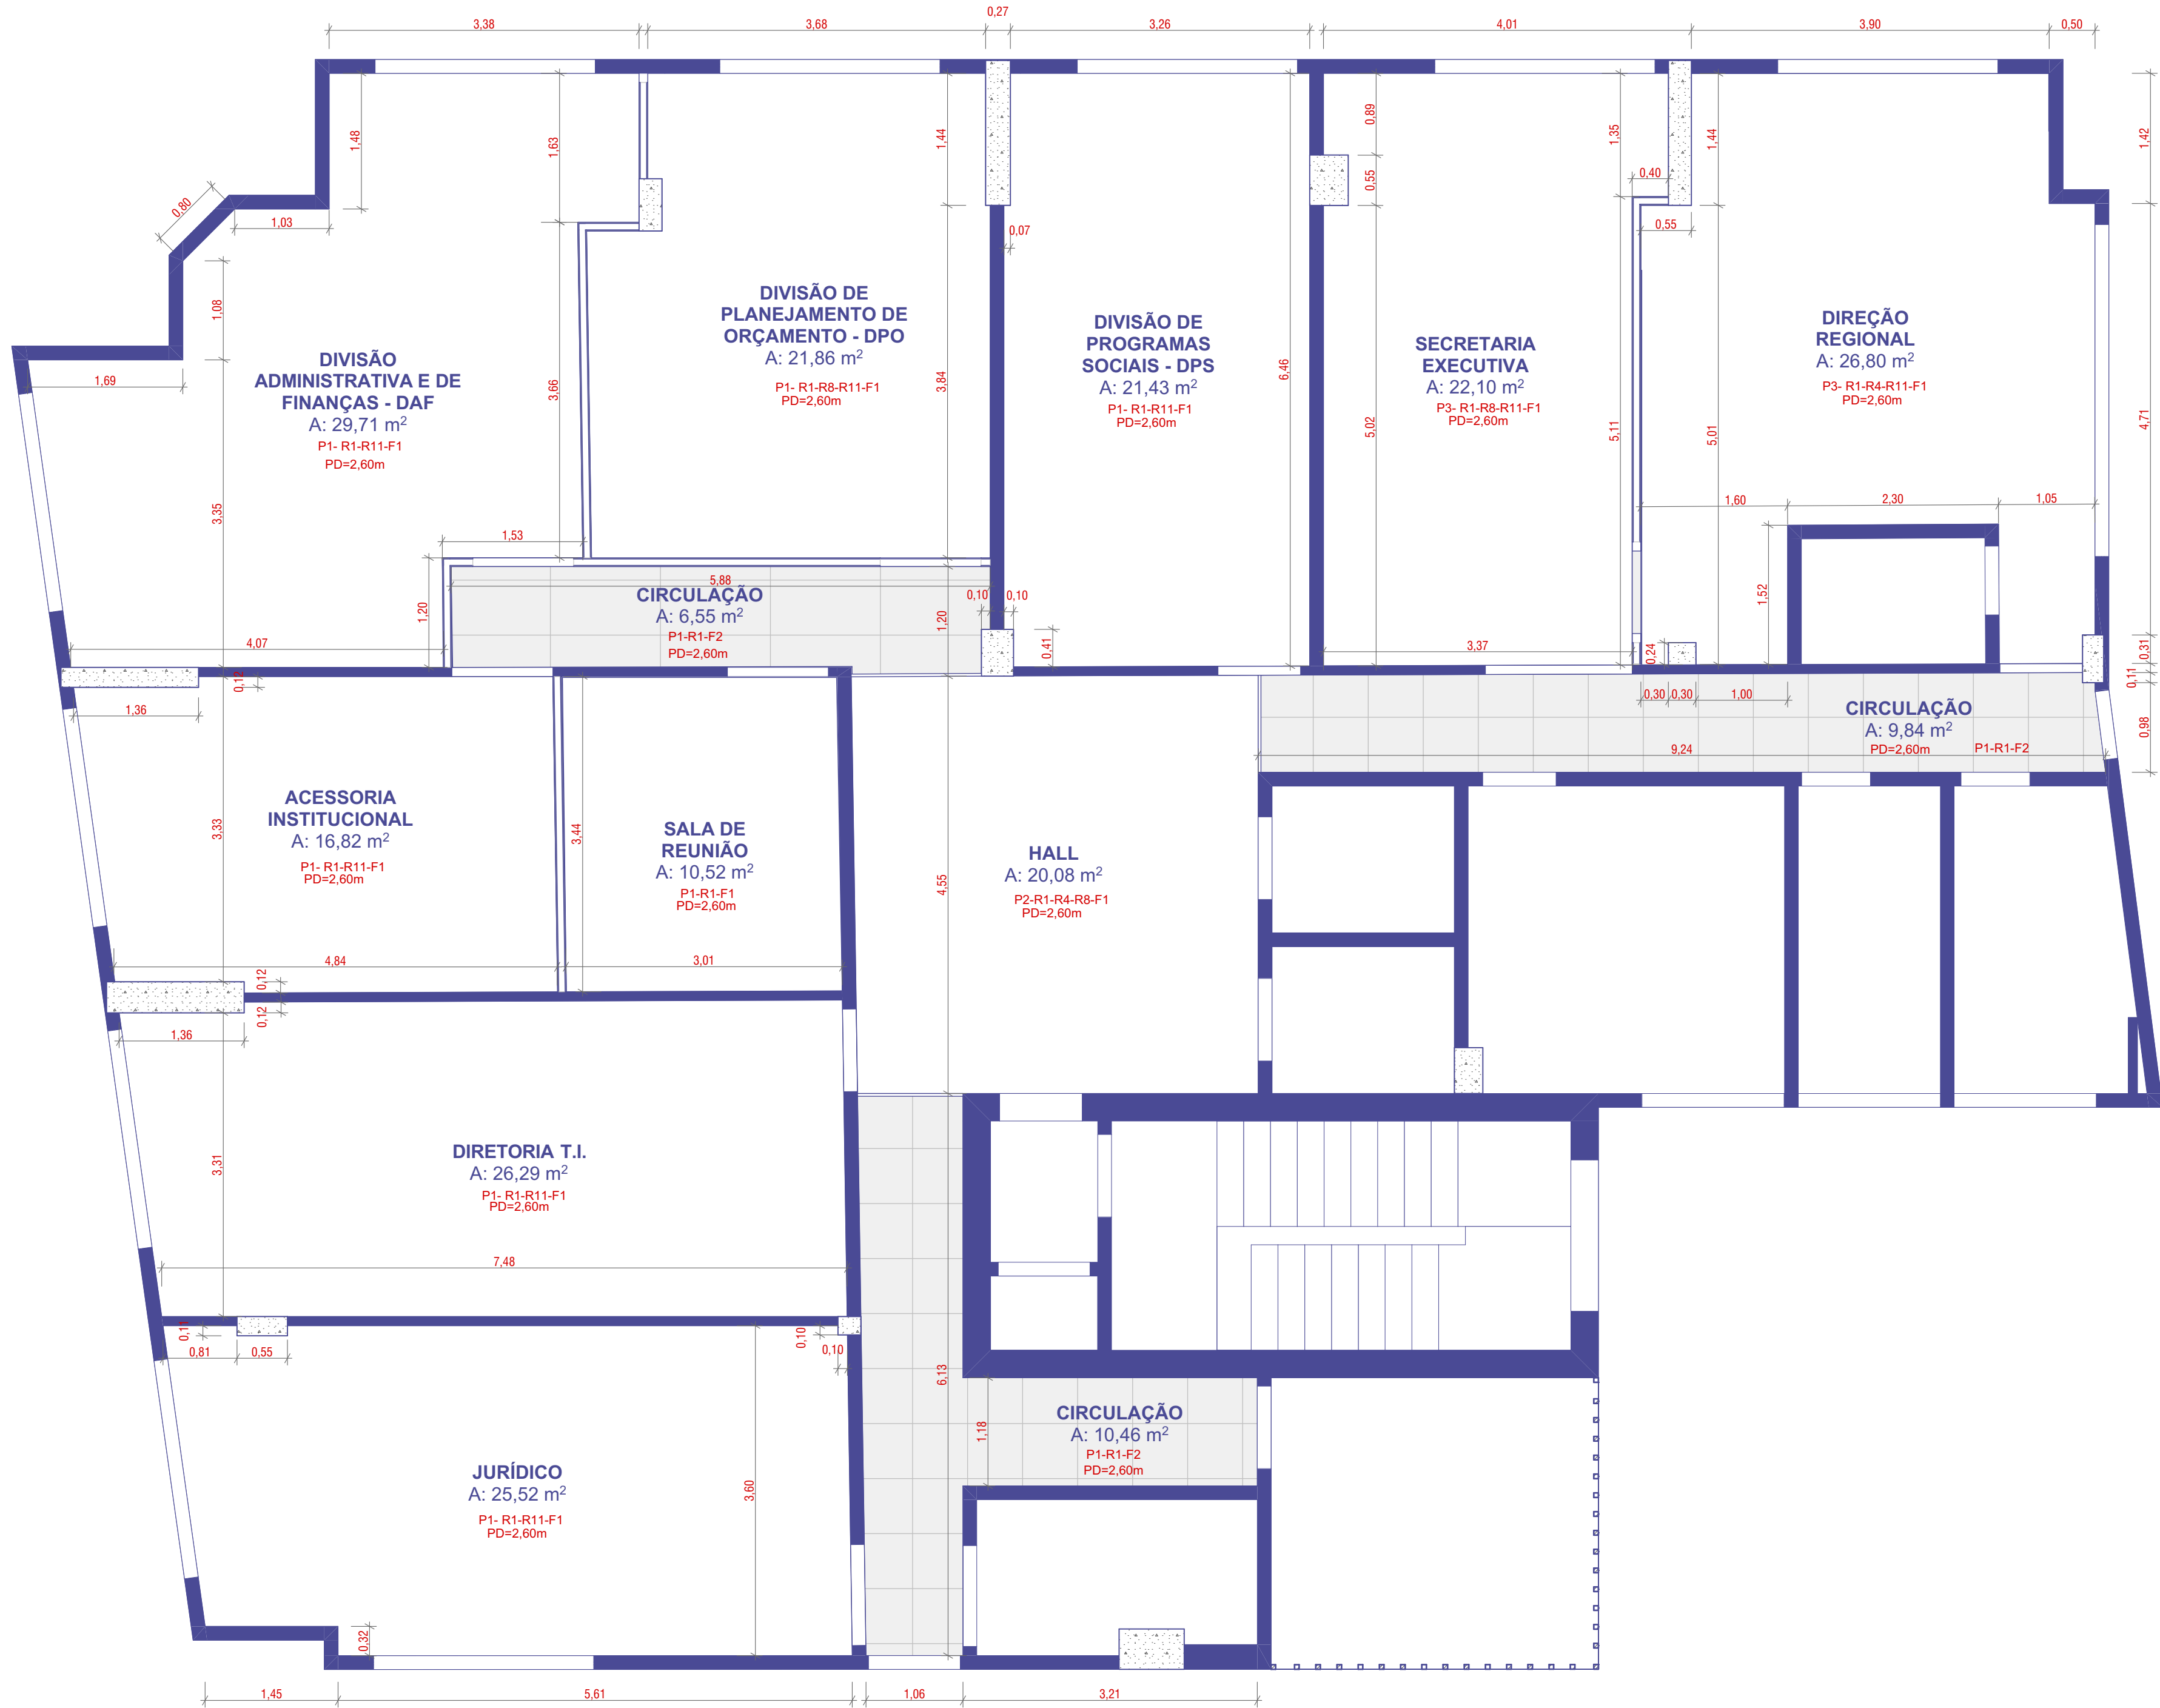 3,38
3,68
0,27
3,26
4,01
3,90
0,50
1,48
1,63
1,44
0,89
0,55
1,35
1,44
1,42
0,80
1,03
0,40
0,55
0,07
1,08
1,69
DIVISÃO
ADMINISTRATIVA E DE
FINANÇAS - DAF
A: 29,71 m²
P1- R1-R11-F1
PD=2,60m
3,66
DIVISÃO DE
PLANEJAMENTO DE
ORÇAMENTO - DPO
A: 21,86 m²
P1- R1-R8-R11-F1
PD=2,60m
3,84
DIVISÃO DE
PROGRAMAS
SOCIAIS - DPS
A: 21,43 m²
P1- R1-R11-F1
PD=2,60m
6,46
5,02
SECRETARIA
EXECUTIVA
A: 22,10 m²
P3- R1-R8-R11-F1
PD=2,60m
5,11
5,01
DIREÇÃO
REGIONAL
A: 26,80 m²
P3- R1-R4-R11-F1
PD=2,60m
4,71
3,35
1,53
1,60
2,30
1,05
1,52
1,20
5,88
CIRCULAÇÃO
A: 6,55 m²
P1-R1-F2
PD=2,60m
1,20
0,10
0,10
0,41
4,07
3,37
0,24
0,31
0,11
0,12
1,36
0,30
0,30
1,00
CIRCULAÇÃO
A: 9,84 m²
PD=2,60m
P1-R1-F2
9,24
0,98
ACESSORIA
INSTITUCIONAL
A: 16,82 m²
P1- R1-R11-F1
PD=2,60m
3,33
3,44
SALA DE
REUNIÃO
A: 10,52 m²
P1-R1-F1
PD=2,60m
4,55
HALL
A: 20,08 m²
P2-R1-R4-R8-F1
PD=2,60m
4,84
3,01
0,12
0,12
1,36
DIRETORIA T.I.
A: 26,29 m²
P1- R1-R11-F1
PD=2,60m
3,31
7,48
0,11
0,81
0,55
0,10
0,10
6,13
1,18
CIRCULAÇÃO
A: 10,46 m²
P1-R1-F2
PD=2,60m
JURÍDICO
A: 25,52 m²
P1- R1-R11-F1
PD=2,60m
3,60
0,32
1,45
5,61
1,06
3,21